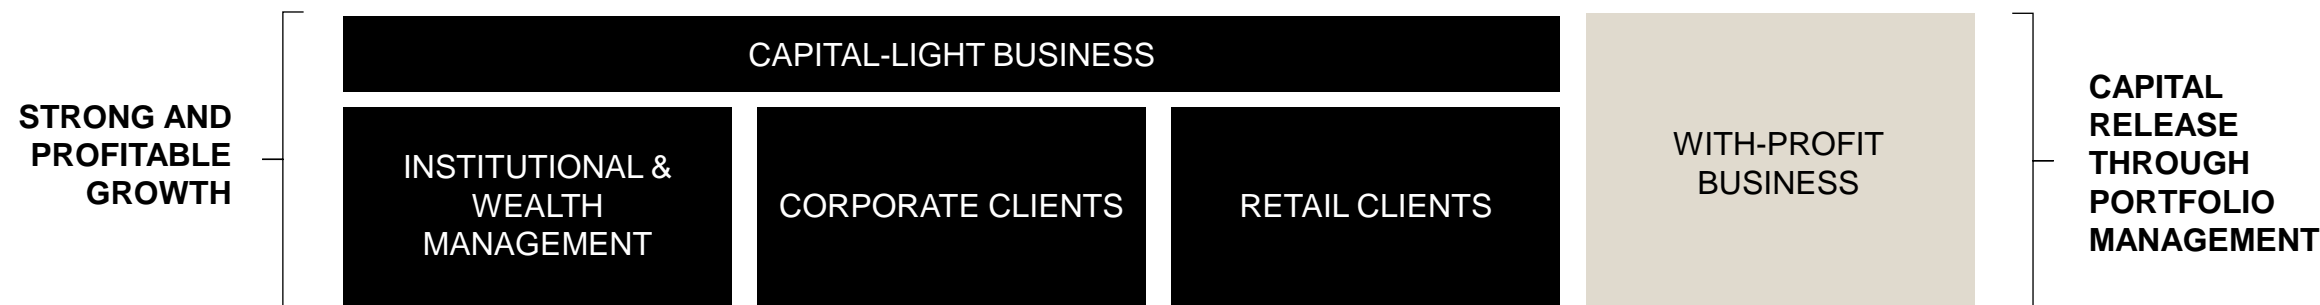 STRONG AND
PROFITABLE
GROWTH
CAPITAL-LIGHT BUSINESS
INSTITUTIONAL &
WEALTH
MANAGEMENT
CORPORATE CLIENTS
RETAIL CLIENTS
WITH-PROFIT
BUSINESS
CAPITAL
RELEASE
THROUGH
PORTFOLIO
MANAGEMENT